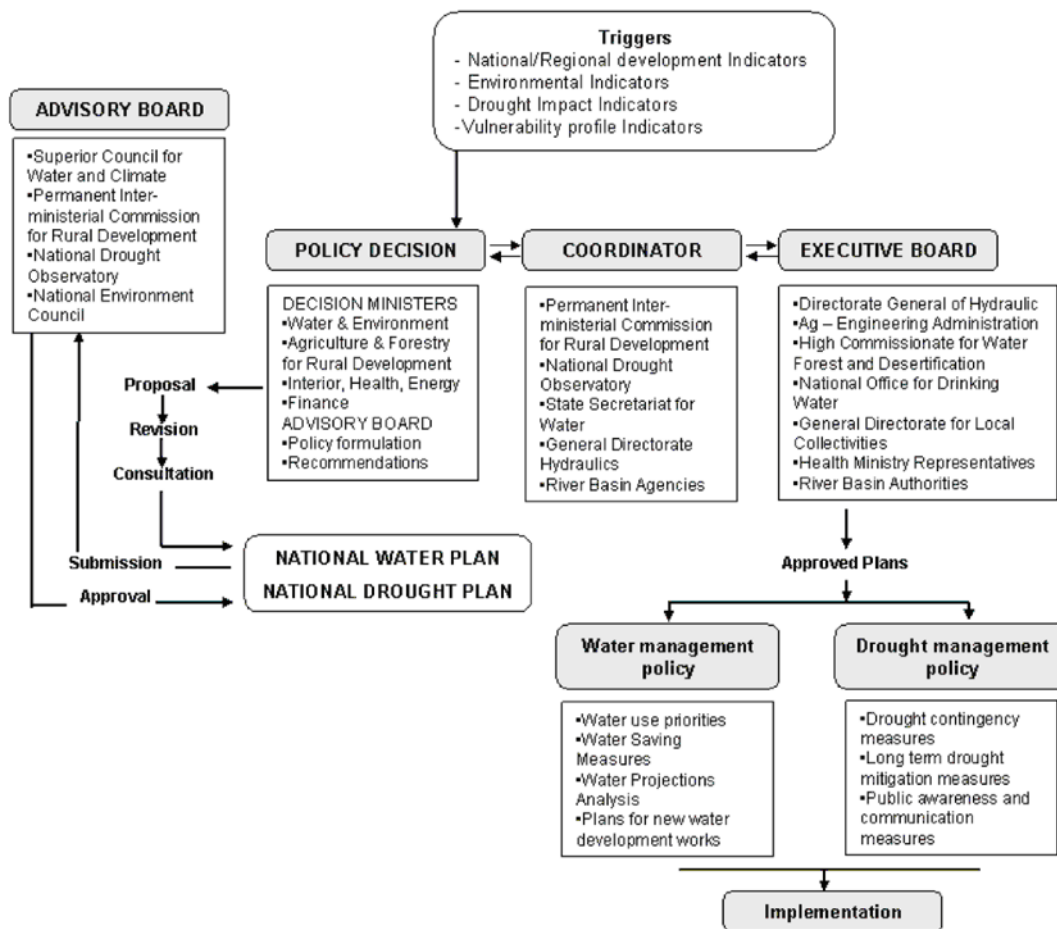 Triggers
- National/Regional development Indicators
- Environmental Indicators
- Drought Impact Indicators
-Vulnerability profile Indicators
ADVISORY BOARD
▪Superior Council for
Water and Climate
▪Permanent Inter-
ministerial Commission
for Rural Development
▪National Drought
Observatory
▪National Environment
Council
POLICY DECISION
DECISION MINISTERS
▪Water & Environment
▪Agriculture & Forestry
for Rural Development
▪Interior, Health, Energy
▪Finance
ADVISORY BOARD
▪Policy formulation
▪Recommendations
COORDINATOR
▪Permanent Inter-
ministerial Commission
for Rural Development
▪National Drought
Observatory
▪State Secretariat for
Water
▪General Directorate
Hydraulics
▪River Basin Agencies
EXECUTIVE BOARD
▪Directorate General of Hydraulic
▪Ag – Engineering Administration
▪High Commissionate for Water
Forest and Desertification
▪National Office for Drinking
Water
▪General Directorate for Local
Collectivities
▪Health Ministry Representatives
▪River Basin Authorities
Proposal
Revision
Consultation
Submission
Approval
NATIONAL WATER PLAN
NATIONAL DROUGHT PLAN
Approved Plans
Water management
policy
▪Water use priorities
▪Water Saving
Measures
▪Water Projections
Analysis
▪Plans for new water
development works
Drought management
policy
▪Drought contingency
measures
▪Long term drought
mitigation measures
▪Public awareness and
communication
measures
Implementation